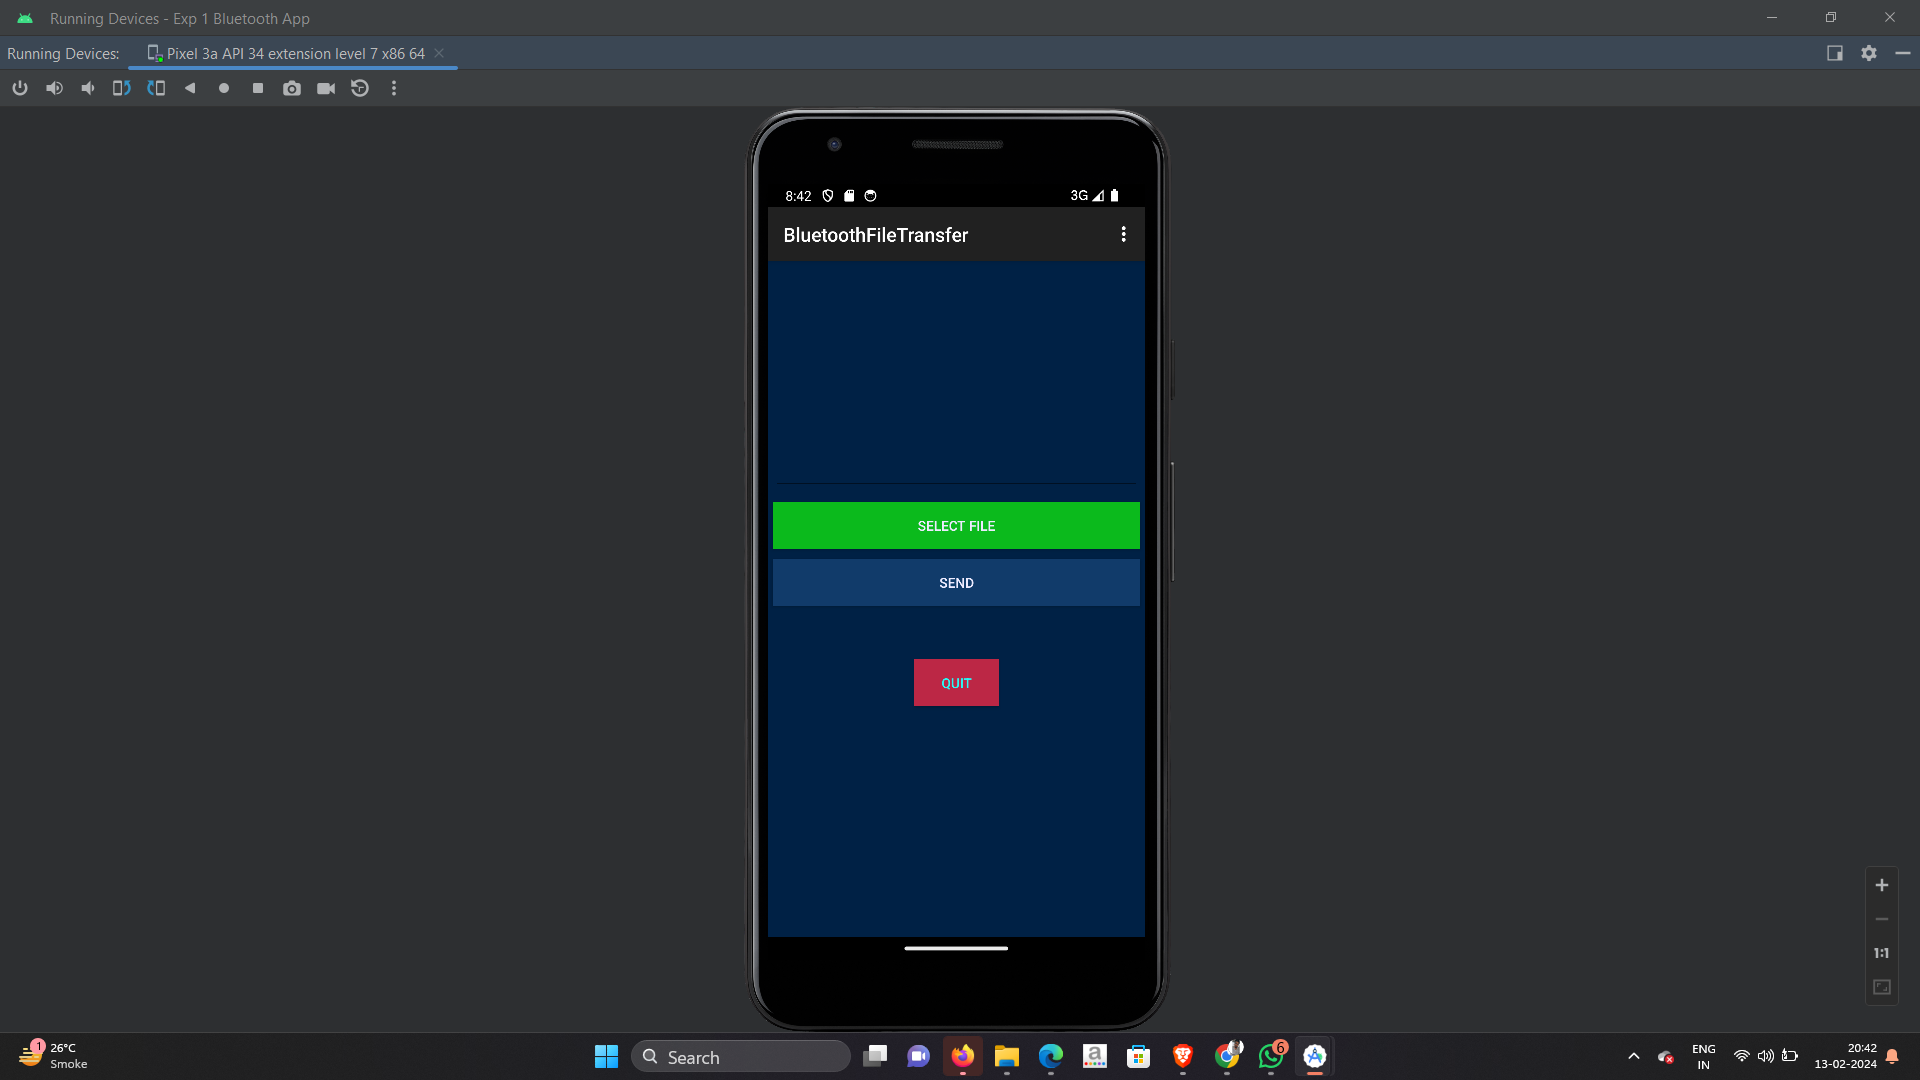 Running Devices - Exp 1 Bluetooth App
Running Devices:
Pixel 3a API 34 extension level 7 x86 64
8:42
3G
BluetoothFileTransfer
SELECT FILE
SEND
QUIT
1:1
1
26°C
Smoke
Search
a
6
ENG
IN
20:42
13-02-2024